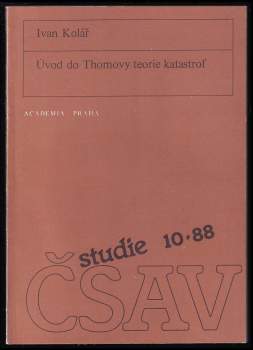 Ivan Kolář
Úvod do Thomovy teorie katastrof
ACADEMIA PRAHA
studie 10·88
ČSAV